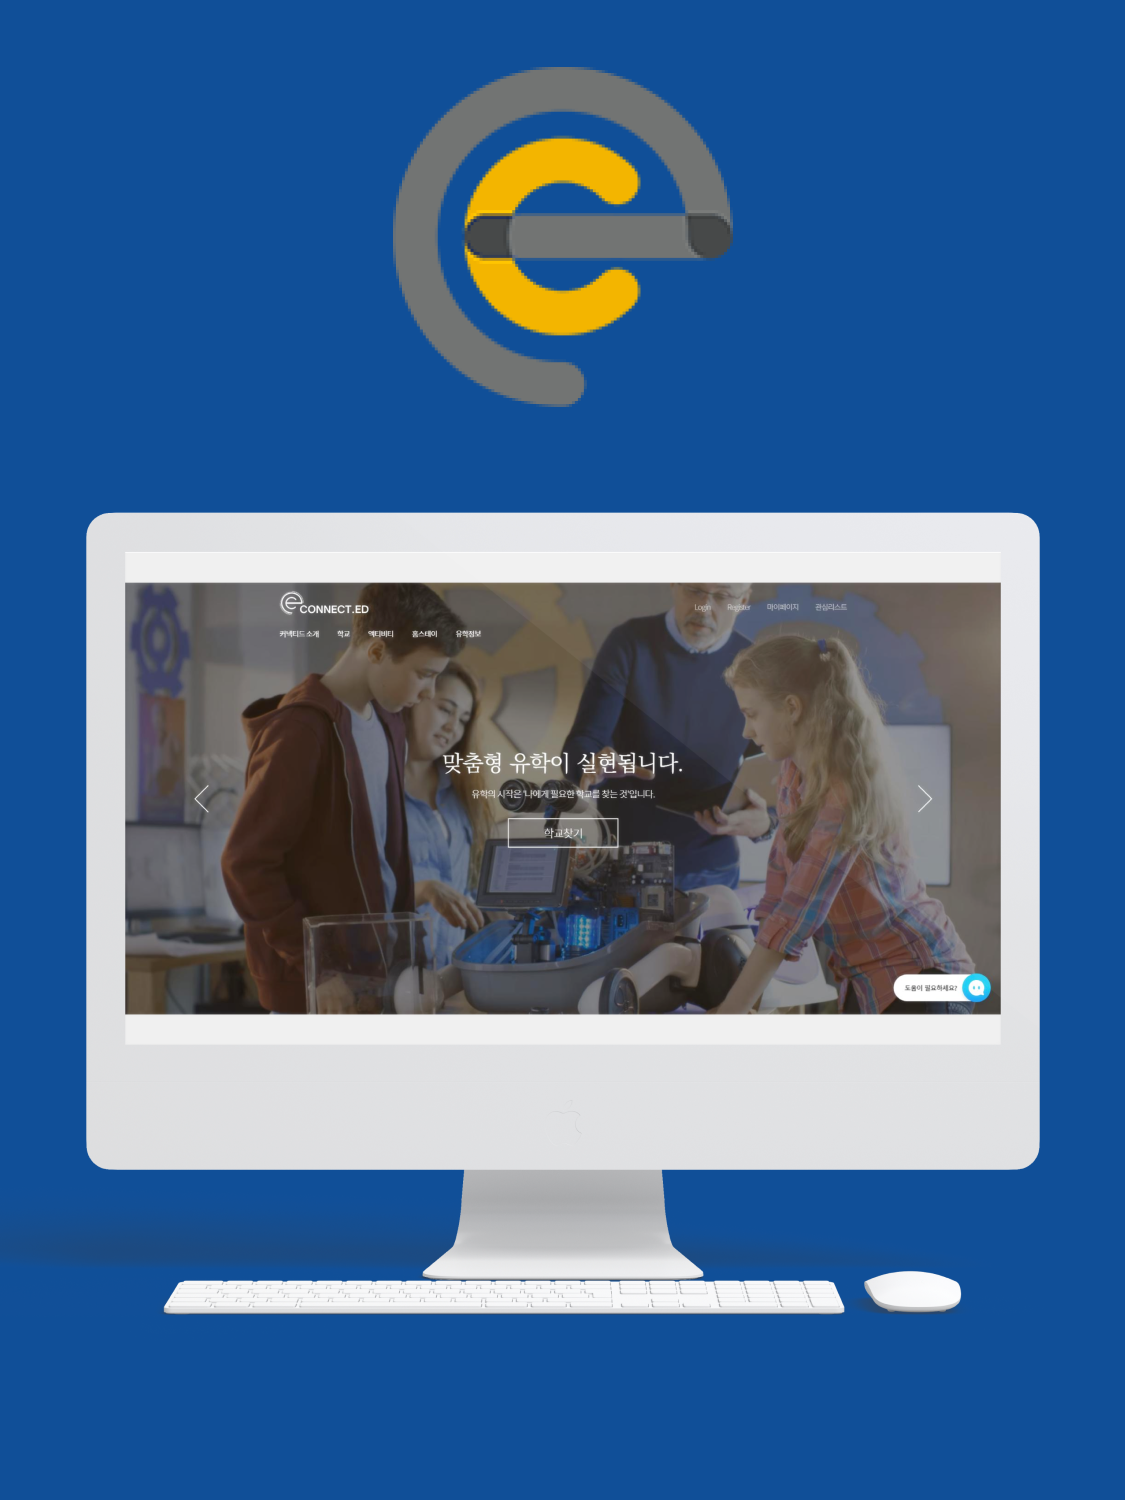 CONNECT.ED
Login Register 마이페이지 관심리스트
커넥티드 소개 학교 액티비티 홈스테이 유학정보
맞춤형 유학이 실현됩니다.
유학의 시작은 '나에게 필요한 학교를 찾는 것'입니다.
학교찾기
도움이 필요하세요?